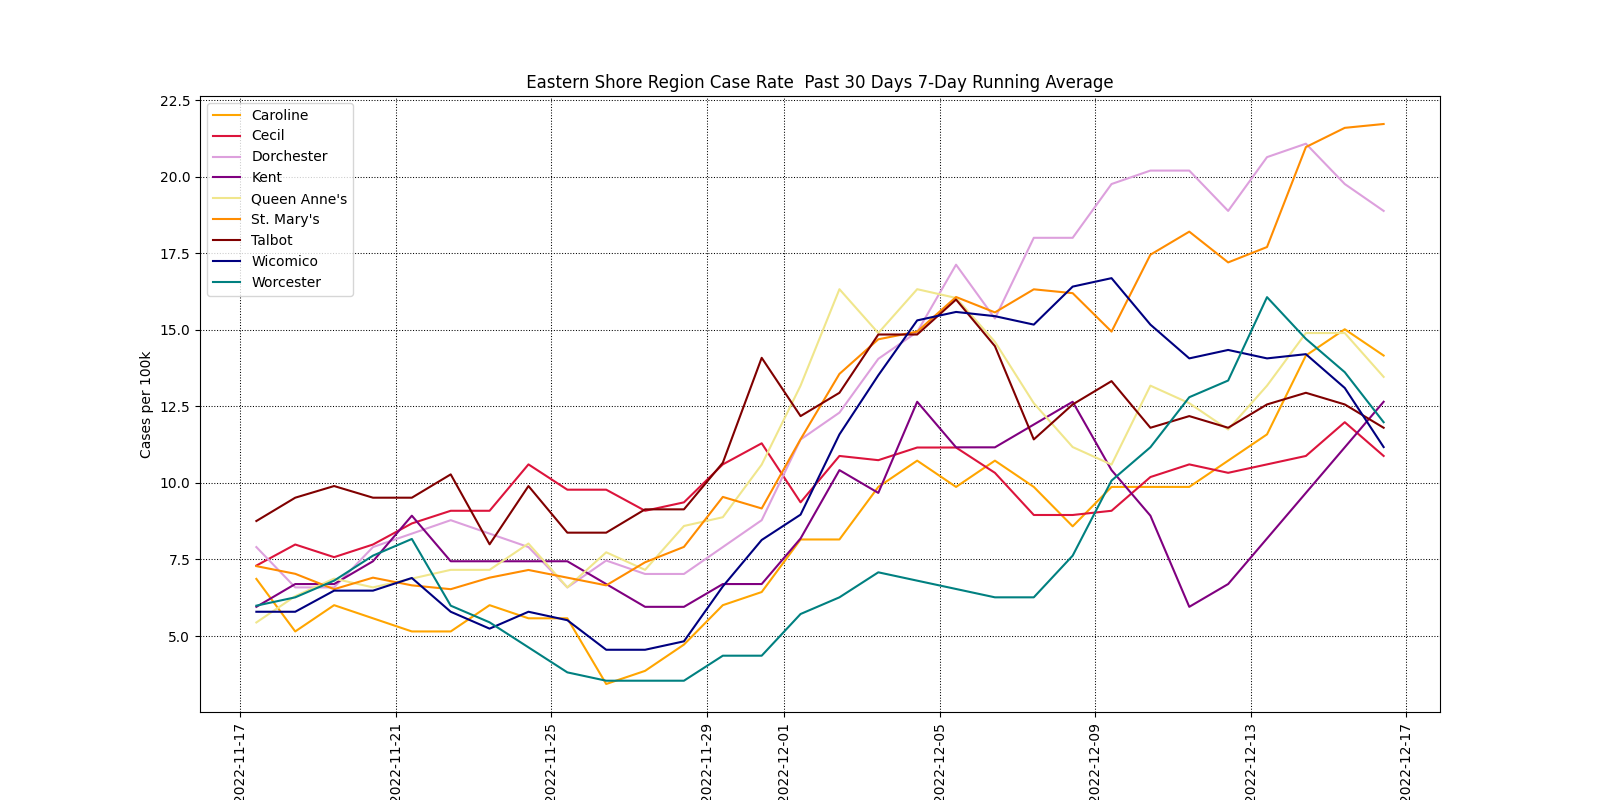 Eastern Shore Region Case Rate  Past 30 Days 7-Day Running Average
22.5
20.0
17.5
15.0
12.5
10.0
7.5
5.0
Cases per 100k
Caroline
Cecil
Dorchester
Kent
Queen Anne's
St. Mary's
Talbot
Wicomico
Worcester
2022-11-17
2022-11-21
2022-11-25
2022-11-29
2022-12-01
2022-12-05
2022-12-09
2022-12-13
2022-12-17